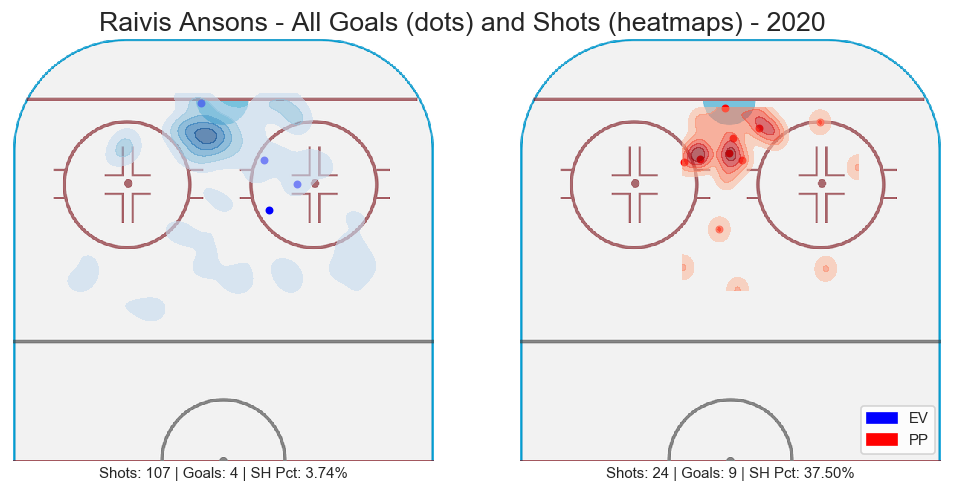 Raivis Ansons - All Goals (dots) and Shots (heatmaps) - 2020
EV
PP
Shots: 107 | Goals: 4 | SH Pct: 3.74%
Shots: 24 | Goals: 9 | SH Pct: 37.50%